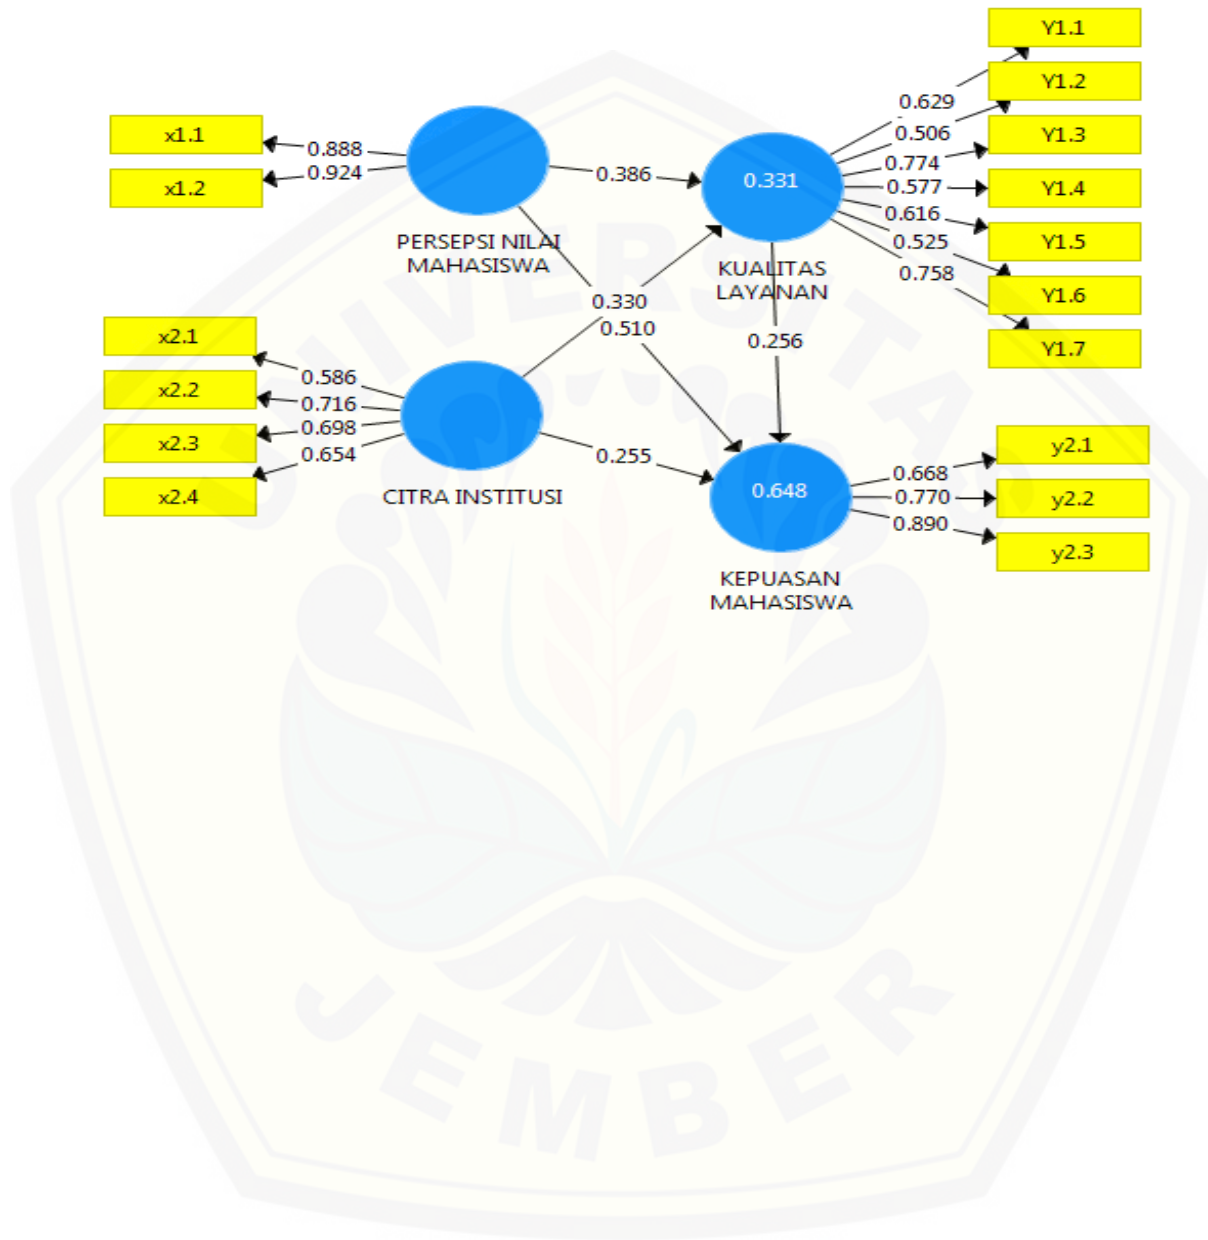 Y1.1
0.629
Y1.2
0.506
x1.1
0.888
0.386
0.331
0.774
Y1.3
x1.2
0.924
0.577
Y1.4
0.616
Y1.5
PERSEPSI NILAI
MAHASISWA
KUALITAS
LAYANAN
0.525
Y1.6
0.758
Y1.7
0.330
0.510
0.256
x2.1
0.586
x2.2
0.716
x2.3
0.698
x2.4
0.654
0.255
CITRA INSTITUSI
0.648
0.668
y2.1
0.770
y2.2
0.890
y2.3
KEPUASAN
MAHASISWA
UNIVERSITAS
JEMBER